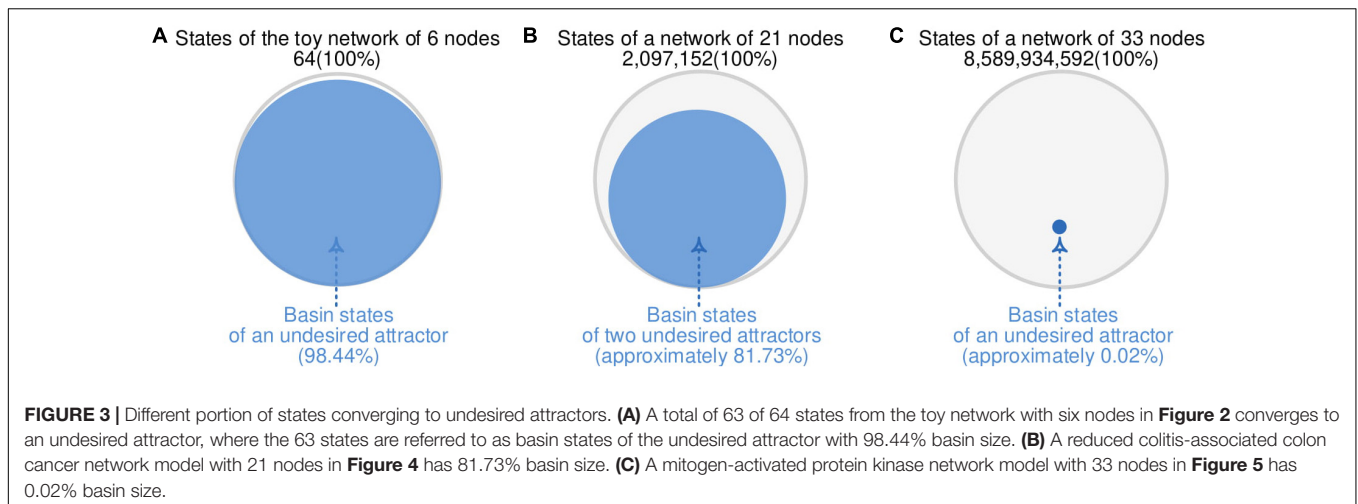 A States of the toy network of 6 nodes
64(100%)
Basin states
of an undesired attractor
(98.44%)
B States of a network of 21 nodes
2,097,152(100%)
Basin states
of two undesired attractors
(approximately 81.73%)
C States of a network of 33 nodes
8,589,934,592(100%)
Basin states
of an undesired attractor
(approximately 0.02%)
FIGURE 3 | Different portion of states converging to undesired attractors. (A) A total of 63 of 64 states from the toy network with six nodes in Figure 2 converges to
an undesired attractor, where the 63 states are referred to as basin states of the undesired attractor with 98.44% basin size. (B) A reduced colitis-associated colon
cancer network model with 21 nodes in Figure 4 has 81.73% basin size. (C) A mitogen-activated protein kinase network model with 33 nodes in Figure 5 has
0.02% basin size.